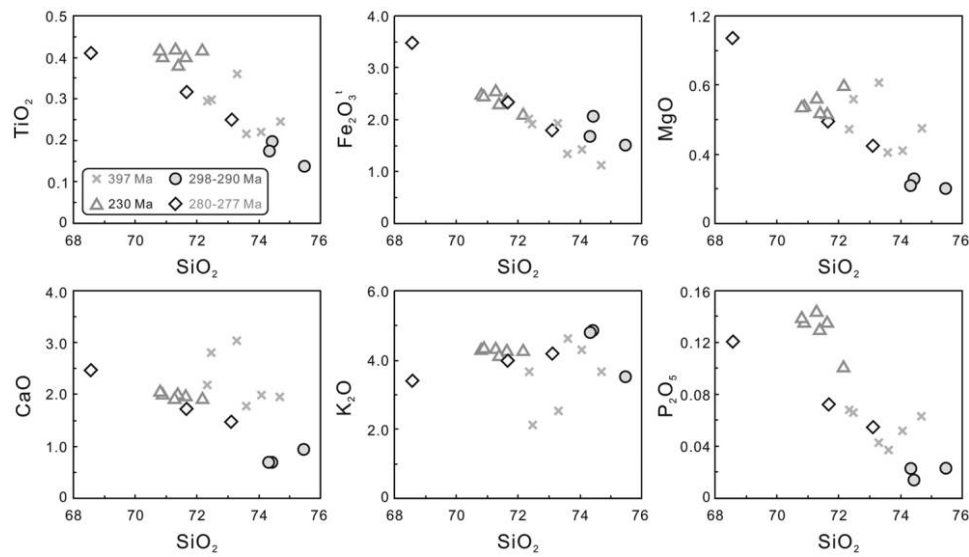 0.5
0.4
0.3
0.2
0.1
0
TiO2
× 397 Ma ● 298-290 Ma
△ 230 Ma ◇ 280-277 Ma
68 70 72 74 76
SiO2
4.0
3.0
2.0
1.0
0
Fe2O3t
68 70 72 74 76
SiO2
1.2
0.6
0.4
0
MgO
68 70 72 74 76
SiO2
4.0
3.0
2.0
1.0
0
CaO
68 70 72 74 76
SiO2
6.0
4.0
2.0
0
K2O
68 70 72 74 76
SiO2
0.16
0.12
0.08
0.04
0
P2O5
68 70 72 74 76
SiO2